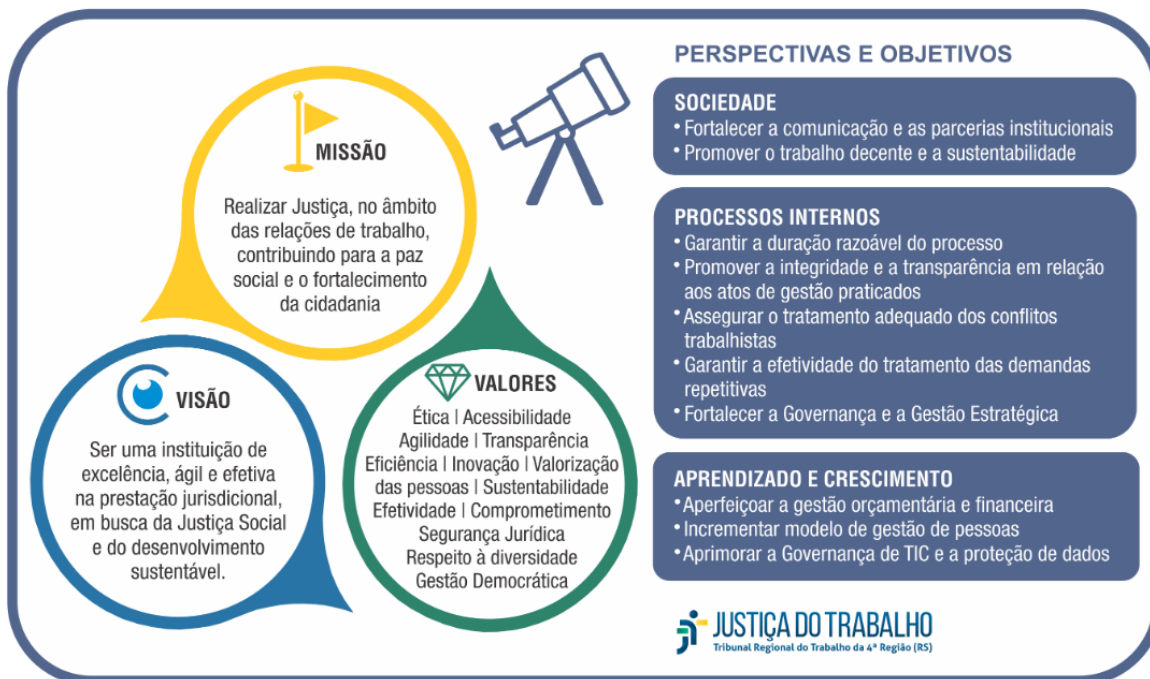 MISSÃO
Realizar Justiça, no âmbito
das relações de trabalho,
contribuindo para a paz
social e o fortalecimento
da cidadania
VISÃO
Ser uma instituição de
excelência, ágil e efetiva
na prestação jurisdicional,
em busca da Justiça Social
e do desenvolvimento
sustentável.
VALORES
Ética | Acessibilidade
Agilidade | Transparência
Eficiência | Inovação | Valorização
das pessoas | Sustentabilidade
Efetividade | Comprometimento
Segurança Jurídica
Respeito à diversidade
Gestão Democrática
PERSPECTIVAS E OBJETIVOS
SOCIEDADE
• Fortalecer a comunicação e as parcerias institucionais
• Promover o trabalho decente e a sustentabilidade
PROCESSOS INTERNOS
• Garantir a duração razoável do processo
• Promover a integridade e a transparência em relação
aos atos de gestão praticados
• Assegurar o tratamento adequado dos conflitos
trabalhistas
• Garantir a efetividade do tratamento das demandas
repetitivas
• Fortalecer a Governança e a Gestão Estratégica
APRENDIZADO E CRESCIMENTO
• Aperfeiçoar a gestão orçamentária e financeira
• Incrementar modelo de gestão de pessoas
• Aprimorar a Governança de TIC e a proteção de dados
JUSTIÇA DO TRABALHO
Tribunal Regional do Trabalho da 4ª Região (RS)